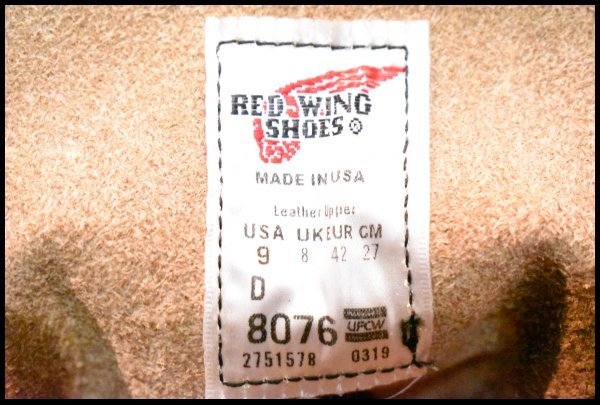 RED WING
SHOES ®
MADE IN USA
Leather Upper
USA UK EUR CM
9 8 42 27
D
8076 UFCW
2751578 0319